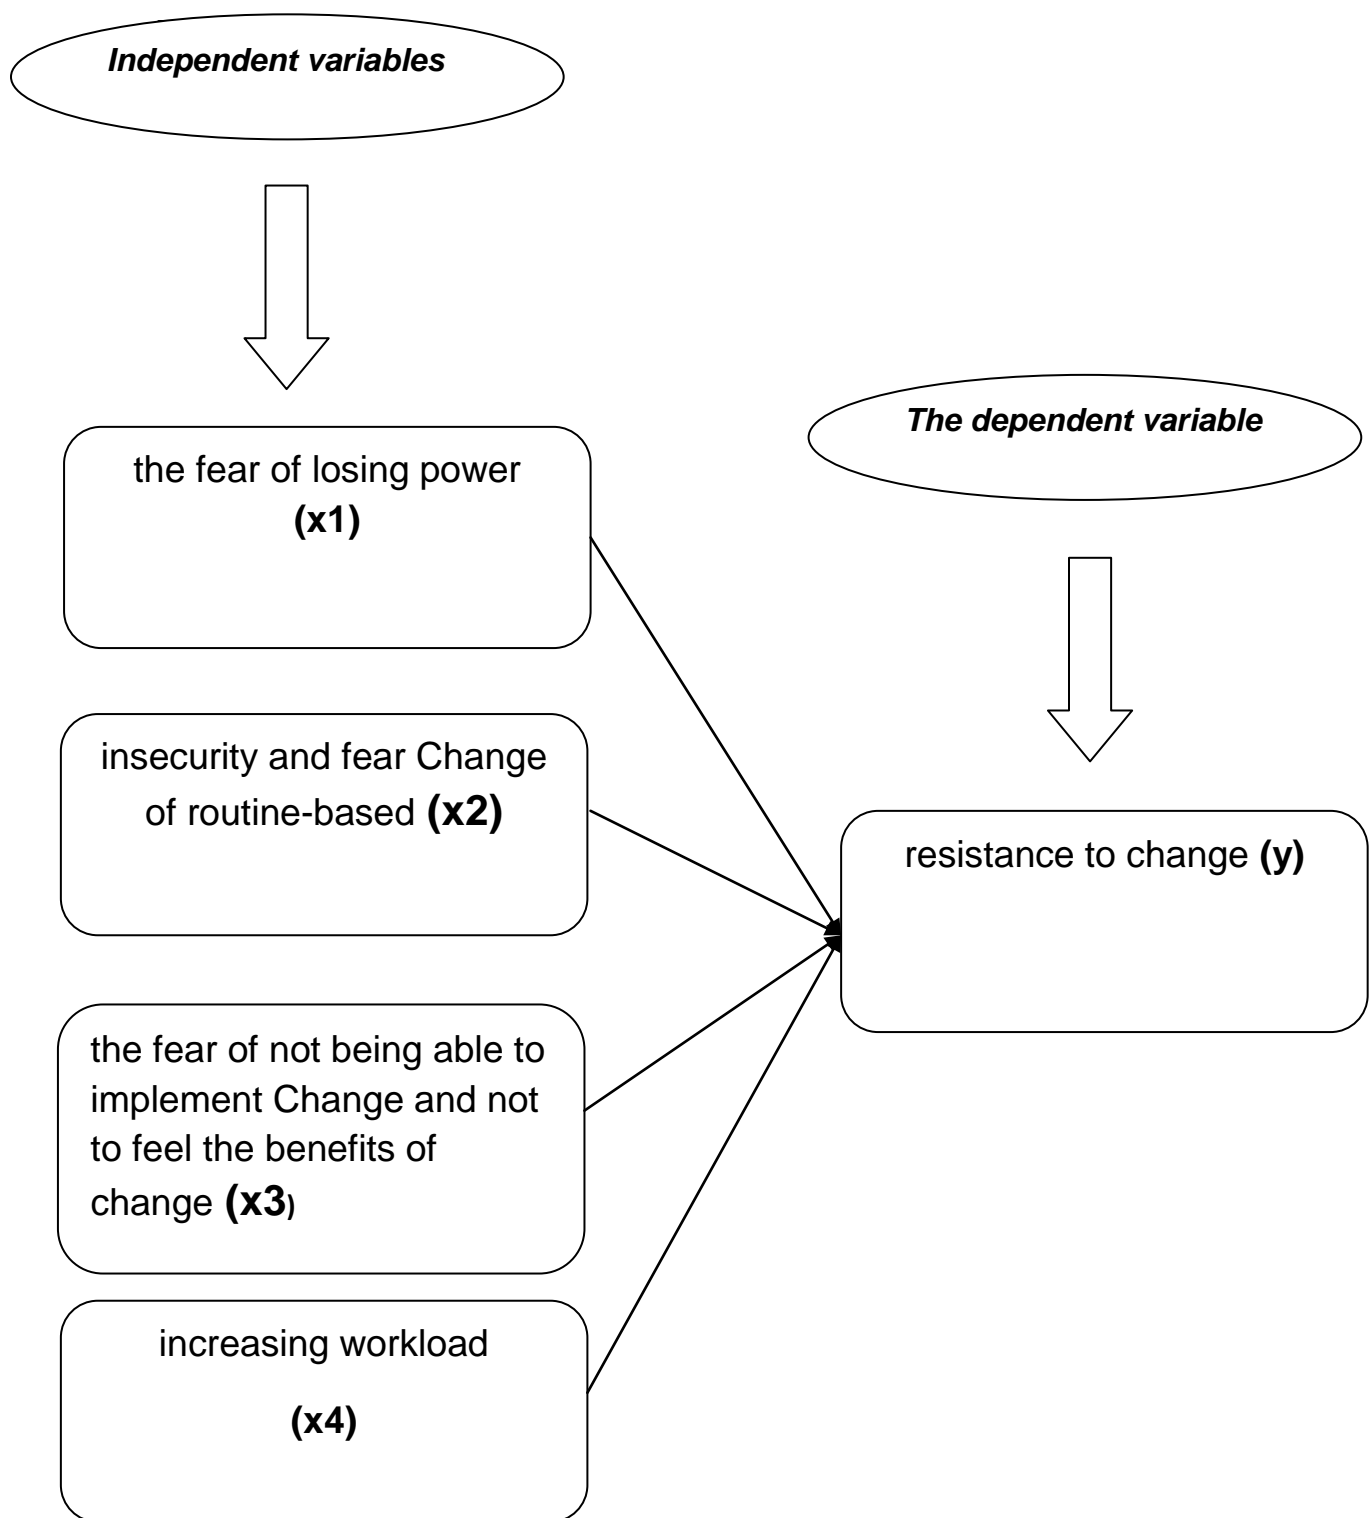 Independent variables
the fear of losing power
(x1)
insecurity and fear Change
of routine-based (x2)
the fear of not being able to
implement Change and not
to feel the benefits of
change (x3)
increasing workload
(x4)
The dependent variable
resistance to change (y)